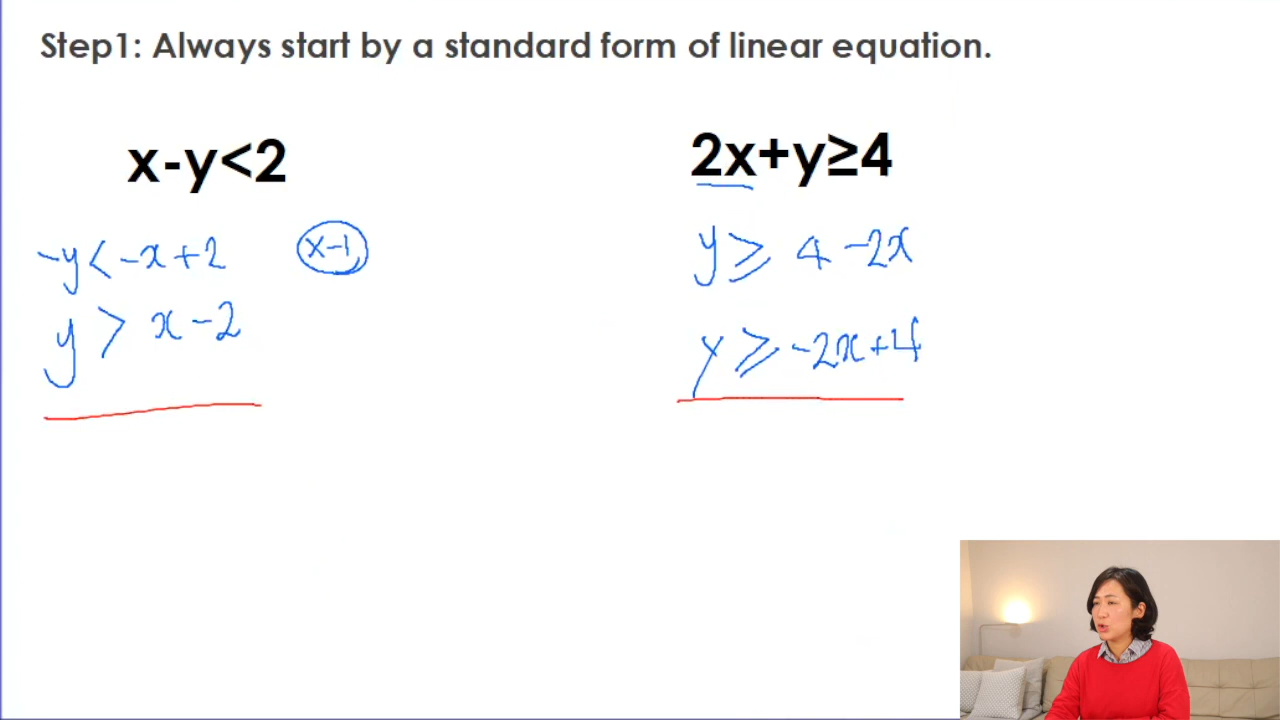 Step1: Always start by a standard form of linear equation.
x-y<2
-y < -x + 2 (x-1)
y > x - 2
2x+y≥4
y ≥ 4 -2x
y ≥ -2x+4